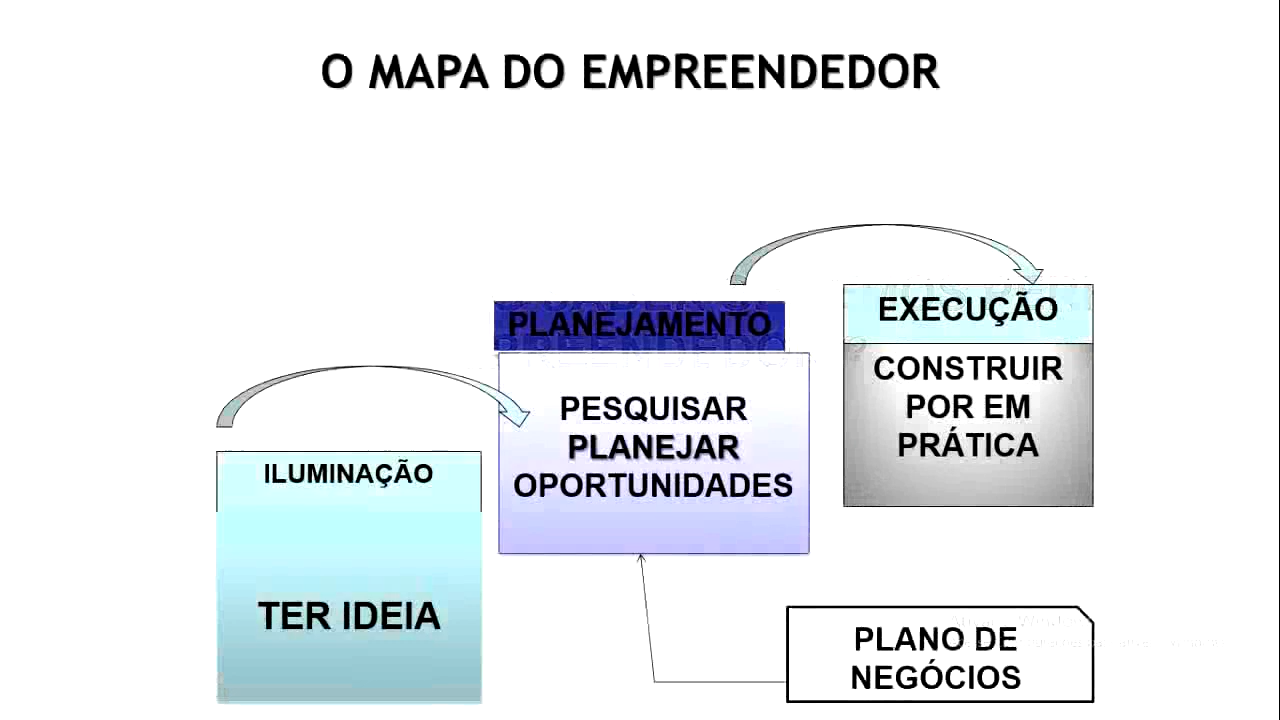 O MAPA DO EMPREENDEDOR
ILUMINAÇÃO
TER IDEIA
PLANEJAMENTO
PESQUISAR
PLANEJAR
OPORTUNIDADES
EXECUÇÃO
CONSTRUIR
POR EM
PRÁTICA
PLANO DE
NEGÓCIOS